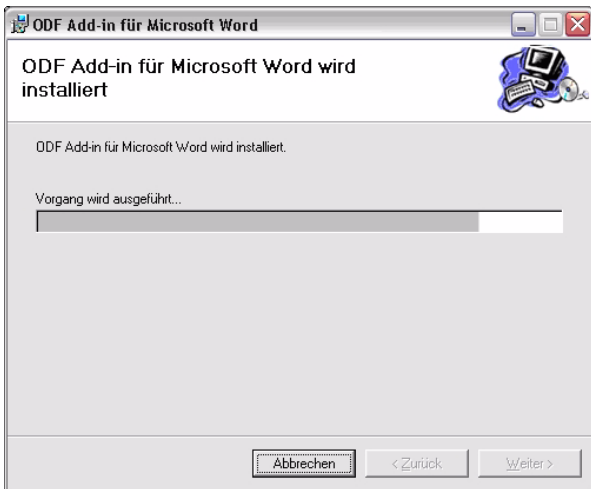 ODF Add-in für Microsoft Word
ODF Add-in für Microsoft Word wird
installiert
ODF Add-in für Microsoft Word wird installiert.
Vorgang wird ausgeführt...
Abbrechen
< Zurück
Weiter >